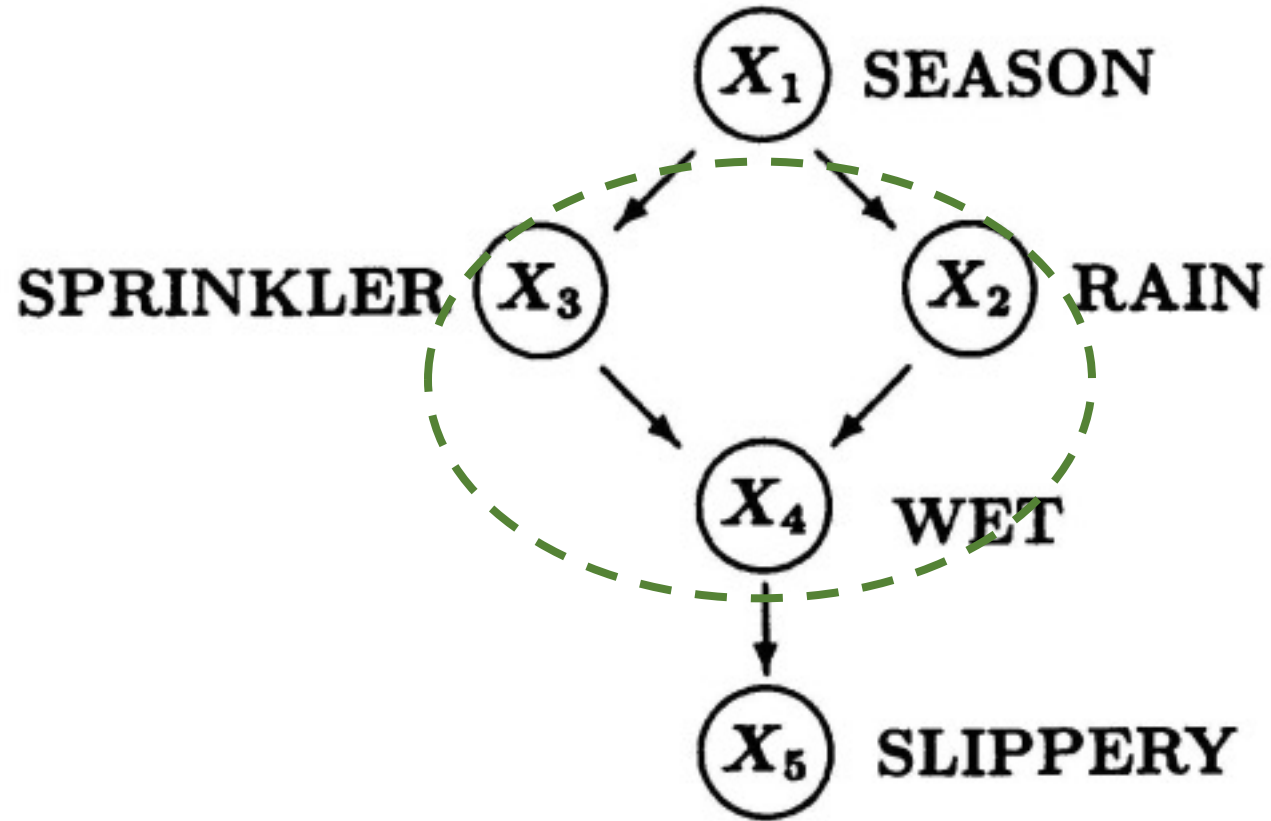 X₁ SEASON
SPRINKLER X₃ X₂ RAIN
X₄ WET
X₅ SLIPPERY